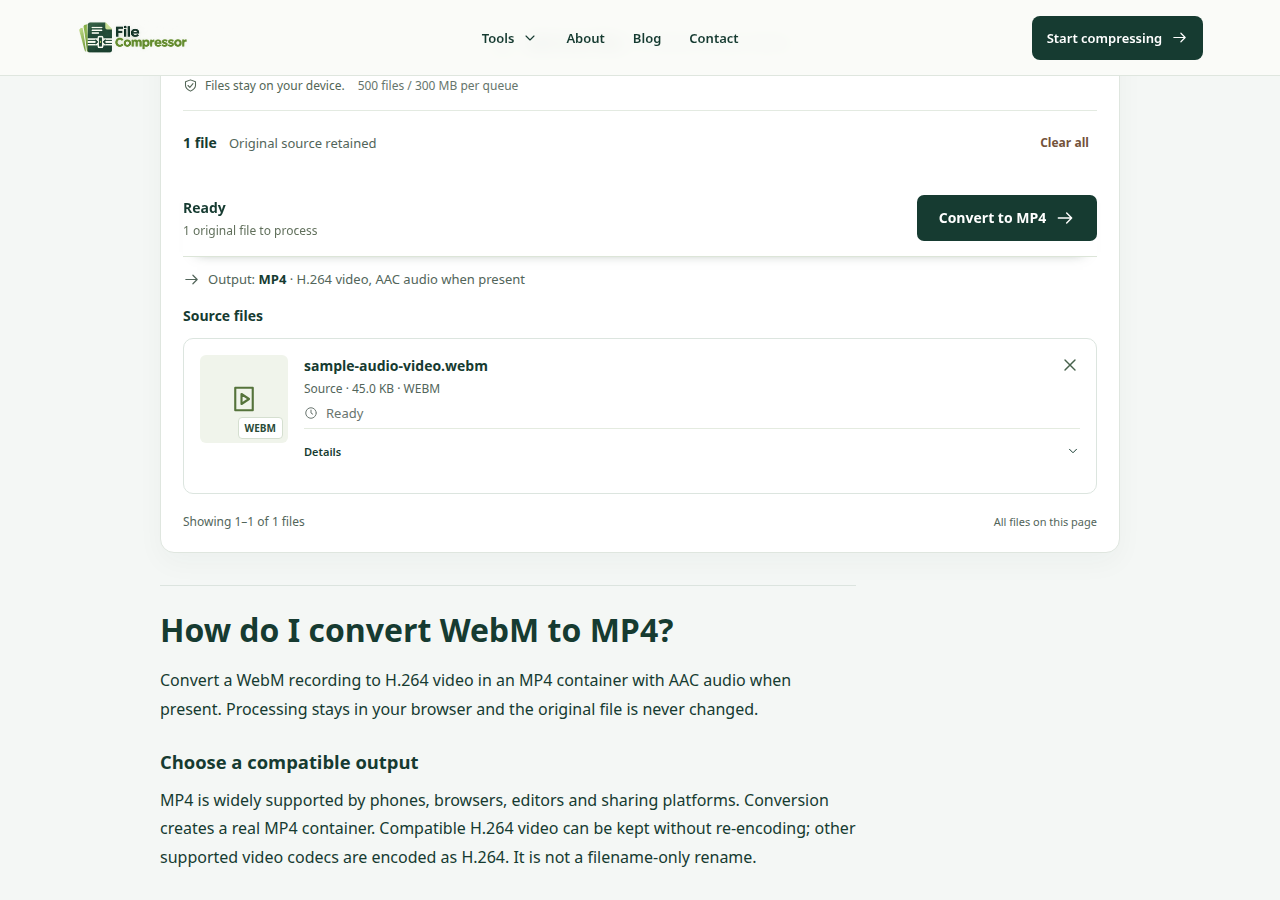 File
Compressor
Tools
About
Blog
Contact
Start compressing
Files stay on your device. 500 files / 300 MB per queue
1 file Original source retained
Clear all
Ready
1 original file to process
Convert to MP4
Output: MP4 · H.264 video, AAC audio when present
Source files
sample-audio-video.webm
Source · 45.0 KB · WEBM
Ready
WEBM
Details
Showing 1–1 of 1 files
All files on this page
How do I convert WebM to MP4?
Convert a WebM recording to H.264 video in an MP4 container with AAC audio when
present. Processing stays in your browser and the original file is never changed.
Choose a compatible output
MP4 is widely supported by phones, browsers, editors and sharing platforms. Conversion
creates a real MP4 container. Compatible H.264 video can be kept without re-encoding; other
supported video codecs are encoded as H.264. It is not a filename-only rename.